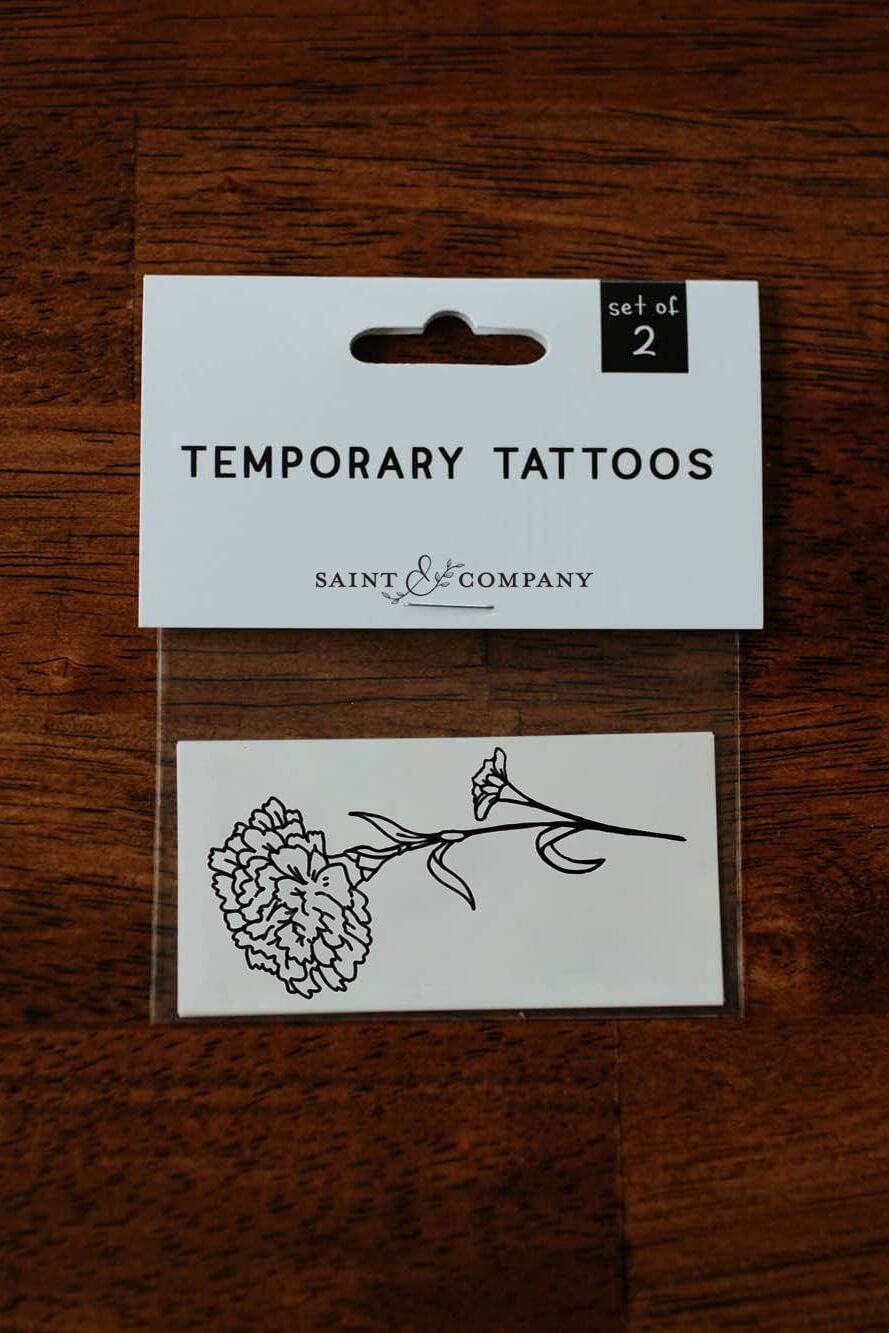 set of
2
TEMPORARY TATTOOS
SAINT & COMPANY